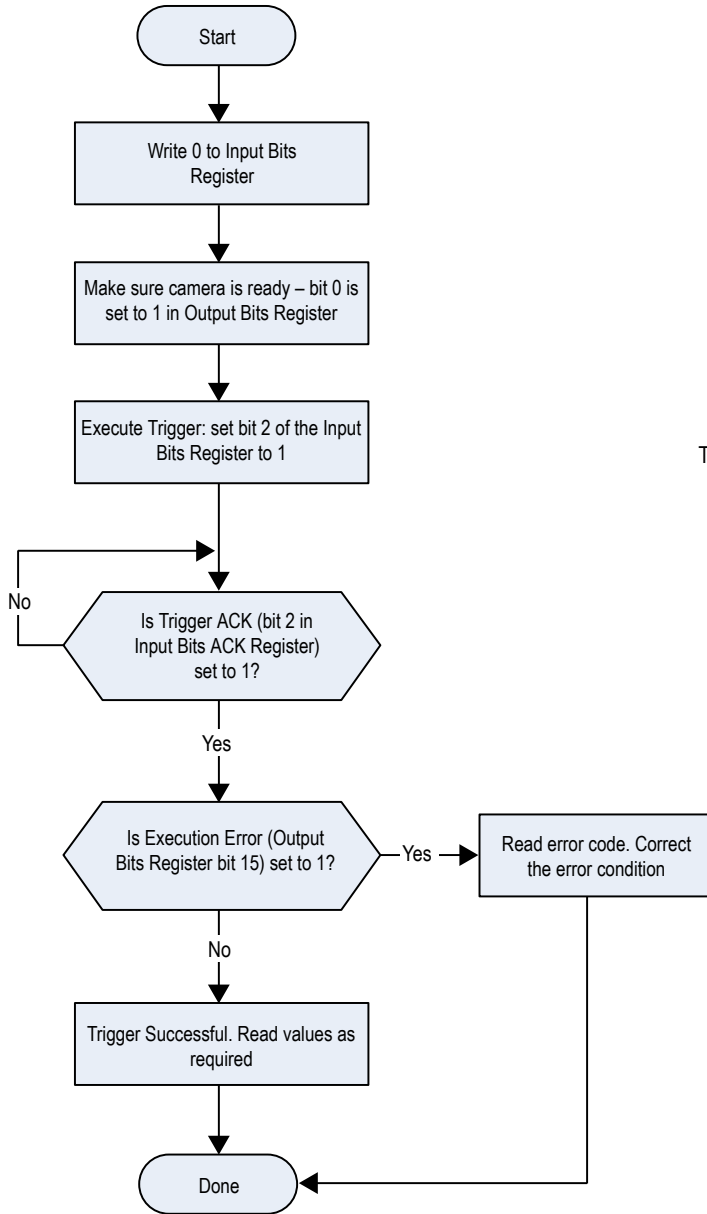 Start
Write 0 to Input Bits
Register
Make sure camera is ready – bit 0 is
set to 1 in Output Bits Register
Execute Trigger: set bit 2 of the Input
Bits Register to 1
T
No
Is Trigger ACK (bit 2 in
Input Bits ACK Register)
set to 1?
Yes
Is Execution Error (Output
Bits Register bit 15) set to 1?
Yes
Read error code. Correct
the error condition
No
Trigger Successful. Read values as
required
Done